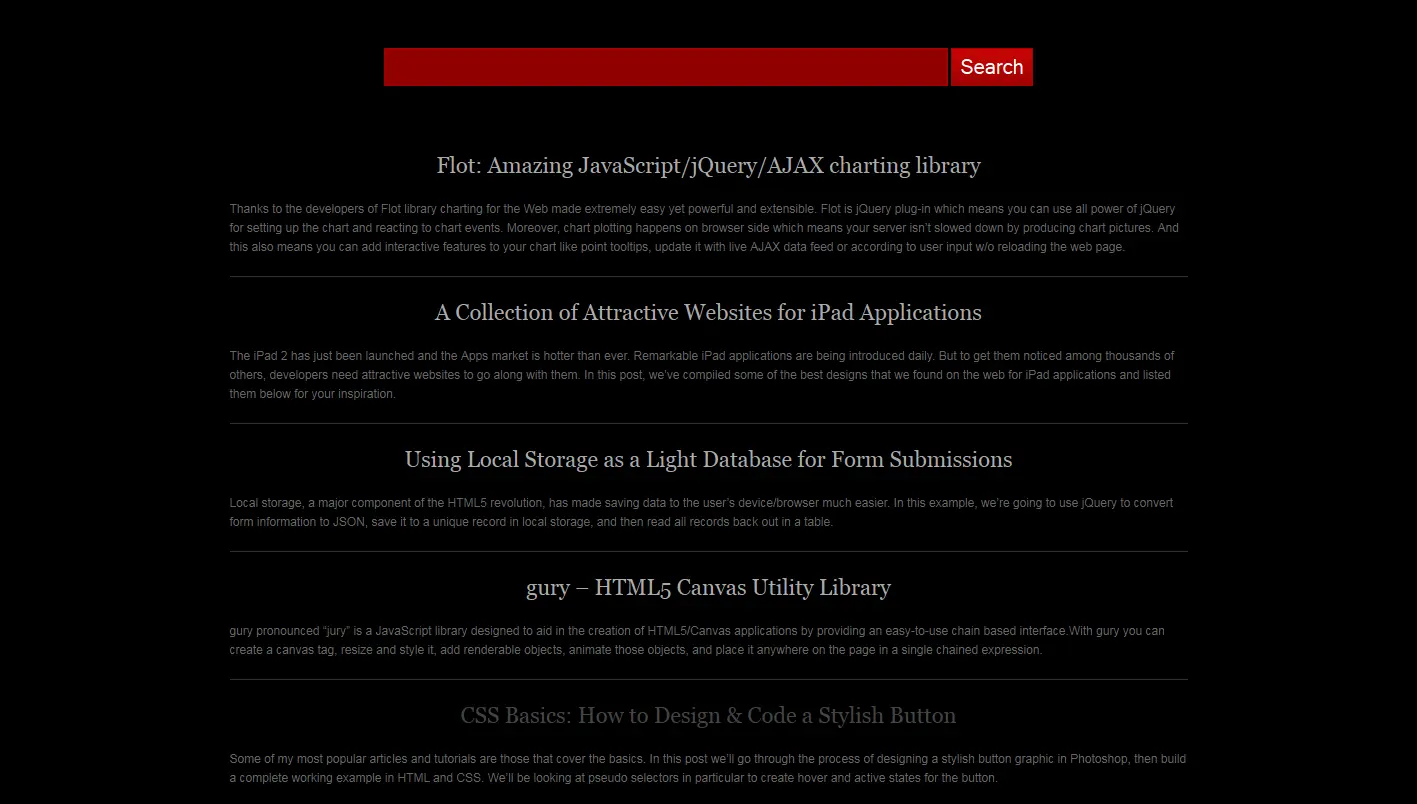 Search
Flot: Amazing JavaScript/jQuery/AJAX charting library
Thanks to the developers of Flot library charting for the Web made extremely easy yet powerful and extensible. Flot is jQuery plug-in which means you can use all power of jQuery
for setting up the chart and reacting to chart events. Moreover, chart plotting happens on browser side which means your server isn't slowed down by producing chart pictures. And
this also means you can add interactive features to your chart like point tooltips, update it with live AJAX data feed or according to user input w/o reloading the web page.
A Collection of Attractive Websites for iPad Applications
The iPad 2 has just been launched and the Apps market is hotter than ever. Remarkable iPad applications are being introduced daily. But to get them noticed among thousands of
others, developers need attractive websites to go along with them. In this post, we've compiled some of the best designs that we found on the web for iPad applications and listed
them below for your inspiration.
Using Local Storage as a Light Database for Form Submissions
Local storage, a major component of the HTML5 revolution, has made saving data to the user's device/browser much easier. In this example, we're going to use jQuery to convert
form information to JSON, save it to a unique record in local storage, and then read all records back out in a table.
gury – HTML5 Canvas Utility Library
gury pronounced “jury” is a JavaScript library designed to aid in the creation of HTML5/Canvas applications by providing an easy-to-use chain based interface.With gury you can
create a canvas tag, resize and style it, add renderable objects, animate those objects, and place it anywhere on the page in a single chained expression.
CSS Basics: How to Design & Code a Stylish Button
Some of my most popular articles and tutorials are those that cover the basics. In this post we'll go through the process of designing a stylish button graphic in Photoshop, then build
a complete working example in HTML and CSS. We'll be looking at pseudo selectors in particular to create hover and active states for the button.